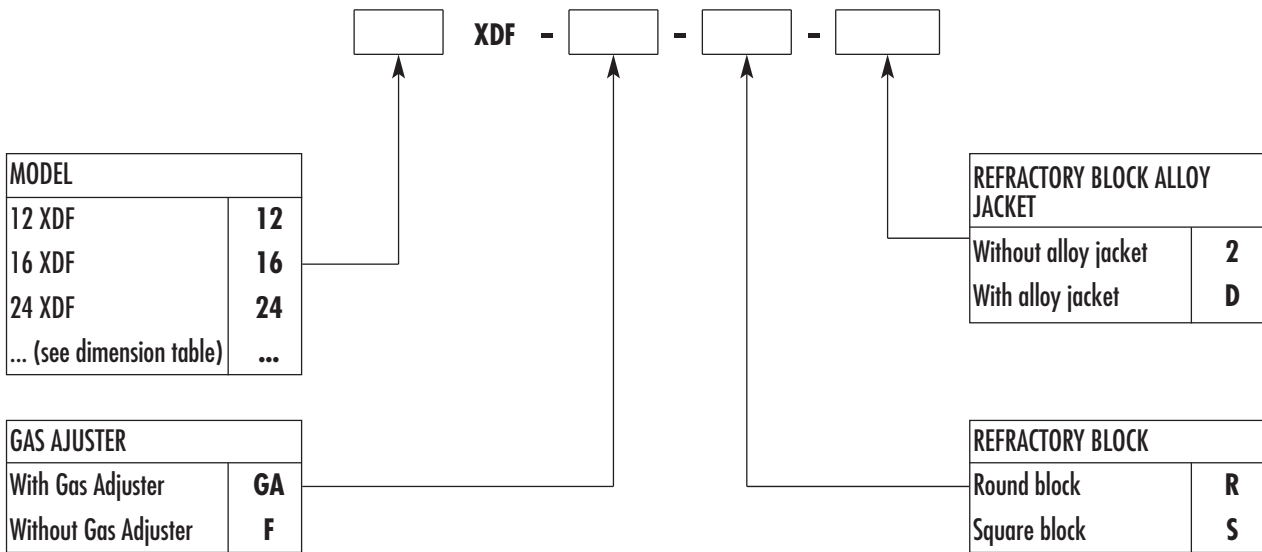 XDF - - -
MODEL
12 XDF 12
16 XDF 16
24 XDF 24
... (see dimension table) ...
GAS AJUSTER
With Gas Adjuster GA
Without Gas Adjuster F
REFRACTORY BLOCK ALLOY
JACKET
Without alloy jacket 2
With alloy jacket D
REFRACTORY BLOCK
Round block R
Square block S